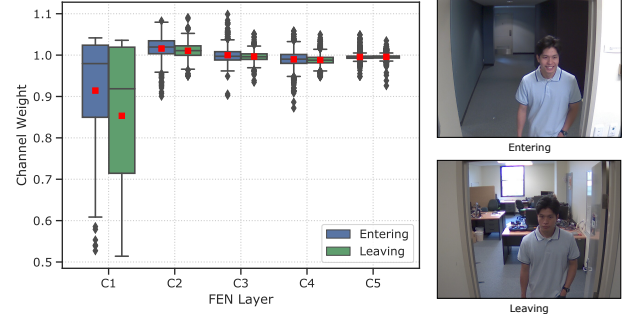 1.1
1.0
0.9
0.8
0.7
0.6
0.5
Channel Weight
Entering
Leaving
C1 C2 C3 C4 C5
FEN Layer
Entering
Leaving